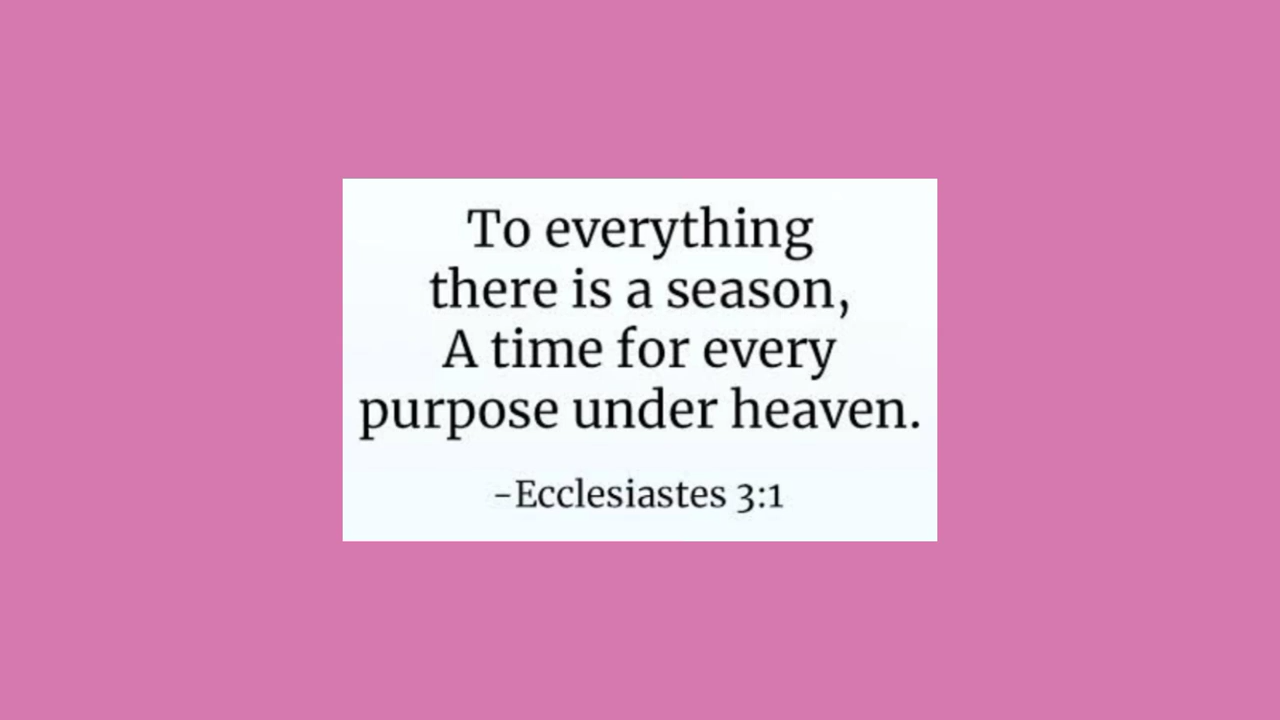 To everything
there is a season,
A time for every
purpose under heaven.
-Ecclesiastes 3:1